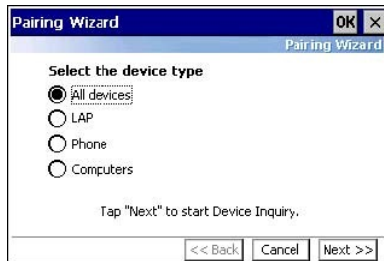 Pairing Wizard OK ×
Pairing Wizard
Select the device type
All devices
LAP
Phone
Computers
Tap "Next" to start Device Inquiry.
<< Back Cancel Next >>